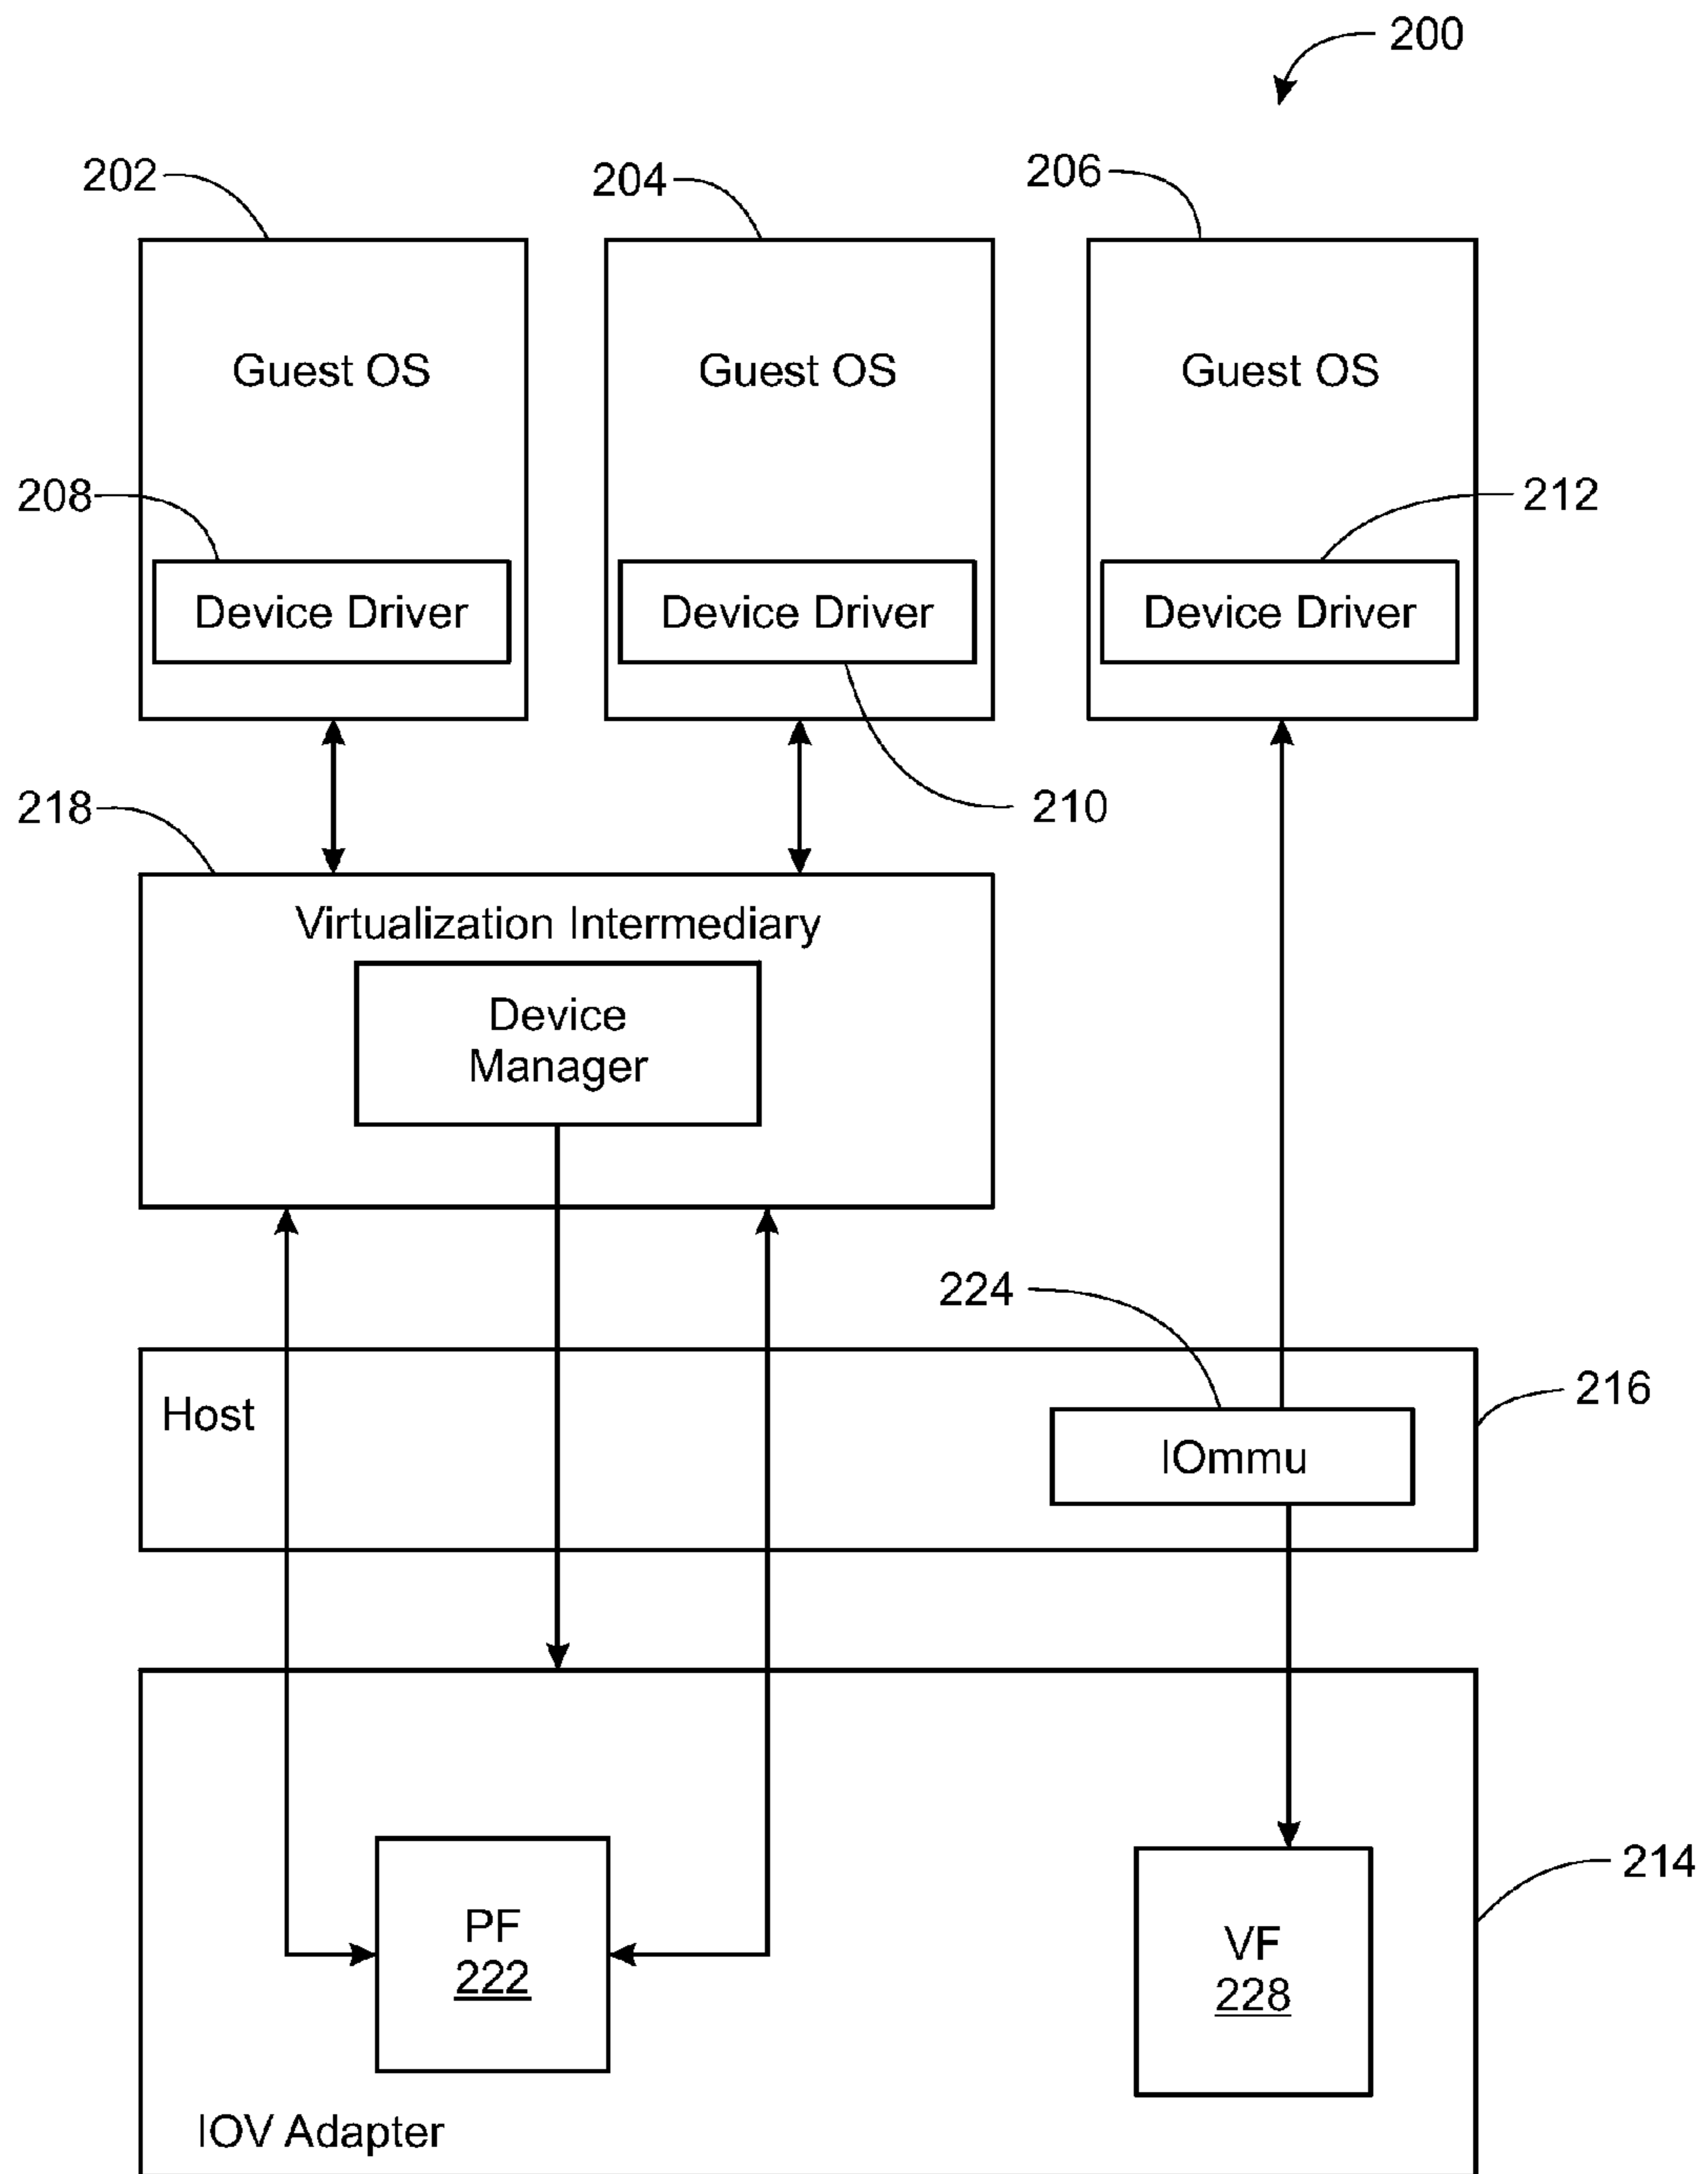 200
202
204
206
Guest OS
Guest OS
Guest OS
208
212
Device Driver
Device Driver
Device Driver
218
210
Virtualization Intermediary
Device
Manager
224
216
Host
IOmmu
214
PF
222
VF
228
IOV Adapter